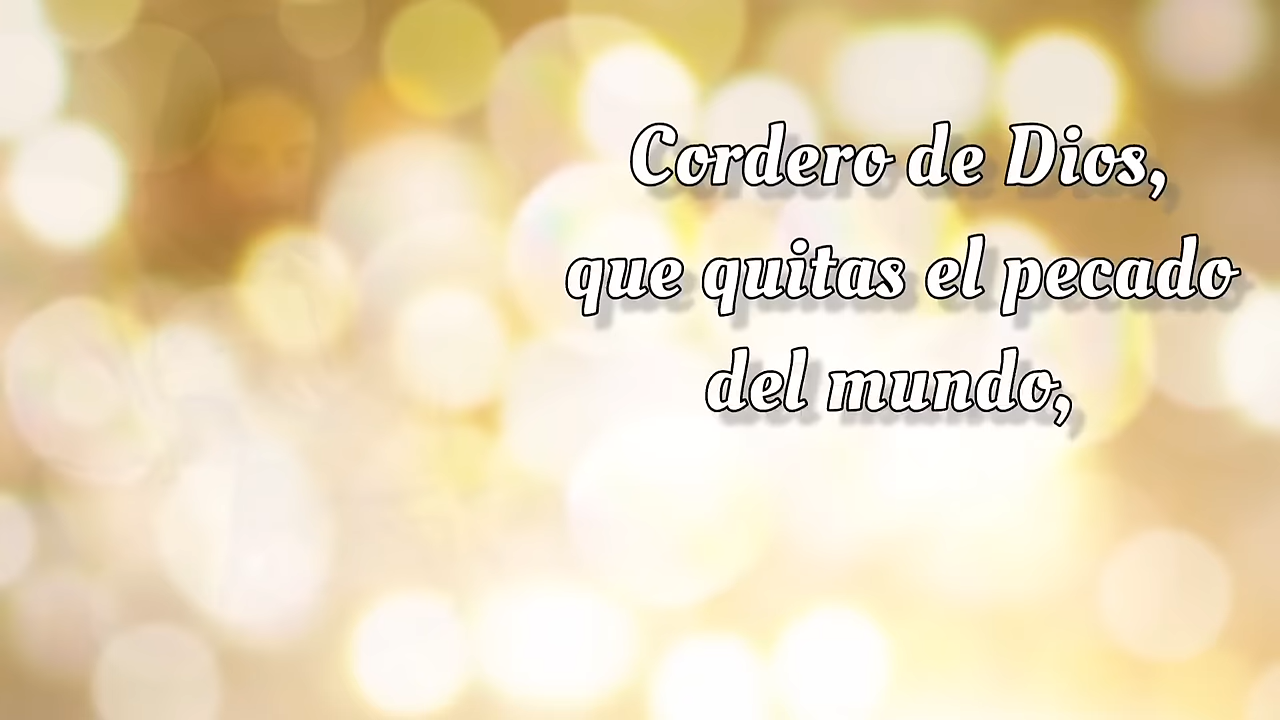 Cordero de Dios,
que quitas el pecado
del mundo,